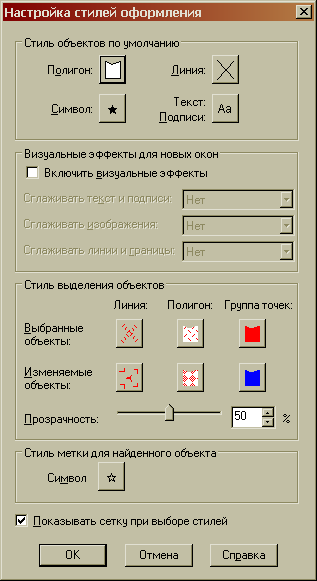 Настройка стилей оформления
Стиль объектов по умолчанию
Полигон:
Линия:
Символ:
Текст:
Подписи:
Aa
Визуальные эффекты для новых окон
Включить визуальные эффекты
Сглаживать текст и подписи:
Нет
Сглаживать изображения:
Нет
Сглаживать линии и границы:
Нет
Стиль выделения объектов
Линия:
Полигон:
Группа точек:
Выбранные
объекты:
Изменяемые
объекты:
Прозрачность:
50
%
Стиль метки для найденного объекта
Символ
Показывать сетку при выборе стилей
OK
Отмена
Справка